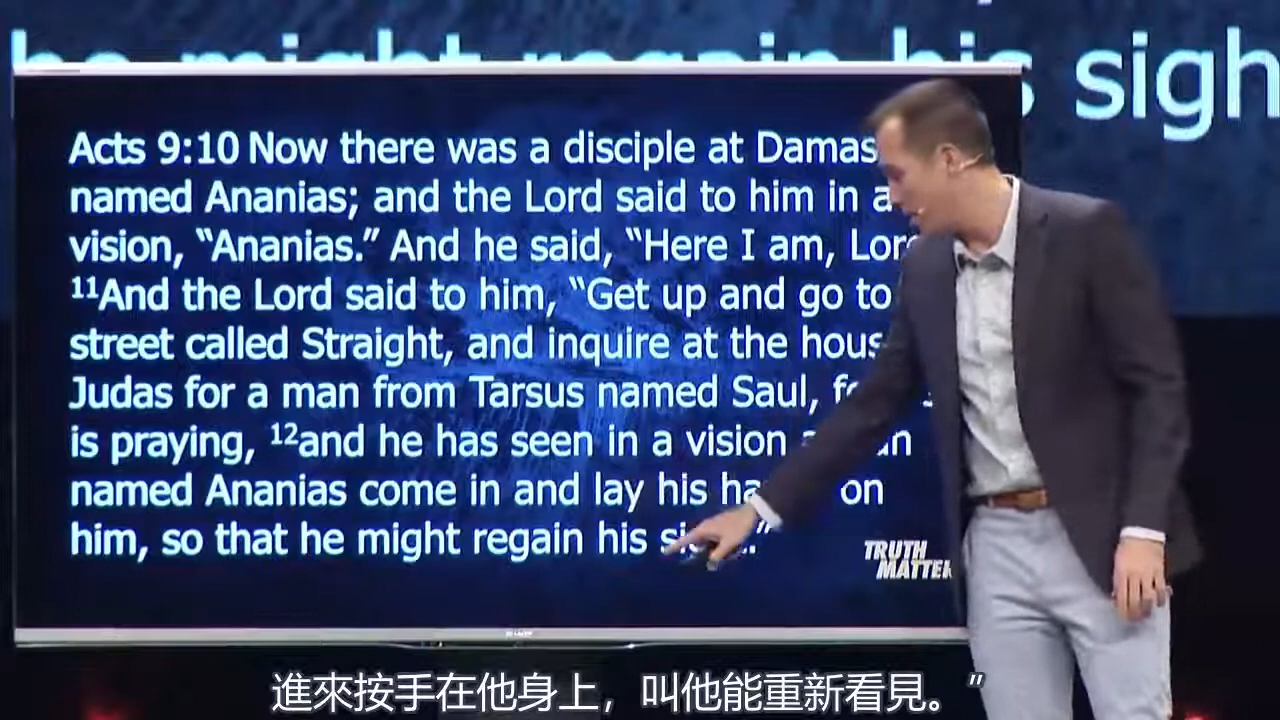 he might regain his sigh
Acts 9:10 Now there was a disciple at Damas
named Ananias; and the Lord said to him in a
vision, “Ananias.” And he said, “Here I am, Lor
11And the Lord said to him, “Get up and go to
street called Straight, and inquire at the hous
Judas for a man from Tarsus named Saul, f
is praying, 12and he has seen in a vision
named Ananias come in and lay his ha on
him, so that he might regain his si
TRUTH
MATTER
進來按手在他身上，叫他能重新看見。”